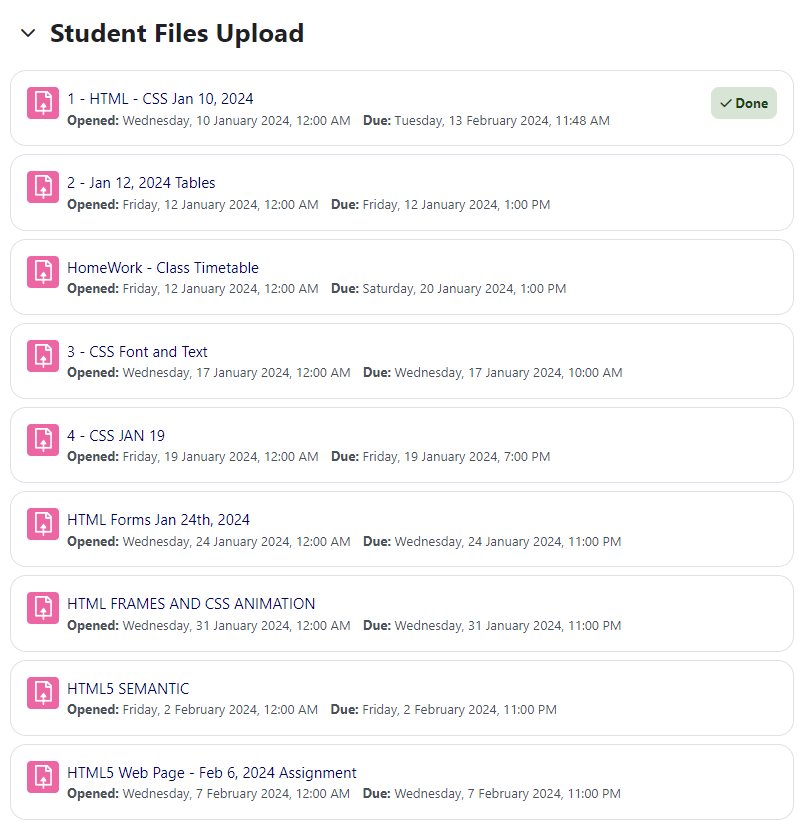 Student Files Upload
1 - HTML - CSS Jan 10, 2024
Done
Opened: Wednesday, 10 January 2024, 12:00 AM Due: Tuesday, 13 February 2024, 11:48 AM
2 - Jan 12, 2024 Tables
Opened: Friday, 12 January 2024, 12:00 AM Due: Friday, 12 January 2024, 1:00 PM
HomeWork - Class Timetable
Opened: Friday, 12 January 2024, 12:00 AM Due: Saturday, 20 January 2024, 1:00 PM
3 - CSS Font and Text
Opened: Wednesday, 17 January 2024, 12:00 AM Due: Wednesday, 17 January 2024, 10:00 AM
4 - CSS JAN 19
Opened: Friday, 19 January 2024, 12:00 AM Due: Friday, 19 January 2024, 7:00 PM
HTML Forms Jan 24th, 2024
Opened: Wednesday, 24 January 2024, 12:00 AM Due: Wednesday, 24 January 2024, 11:00 PM
HTML FRAMES AND CSS ANIMATION
Opened: Wednesday, 31 January 2024, 12:00 AM Due: Wednesday, 31 January 2024, 11:00 PM
HTML5 SEMANTIC
Opened: Friday, 2 February 2024, 12:00 AM Due: Friday, 2 February 2024, 11:00 PM
HTML5 Web Page - Feb 6, 2024 Assignment
Opened: Wednesday, 7 February 2024, 12:00 AM Due: Wednesday, 7 February 2024, 11:00 PM